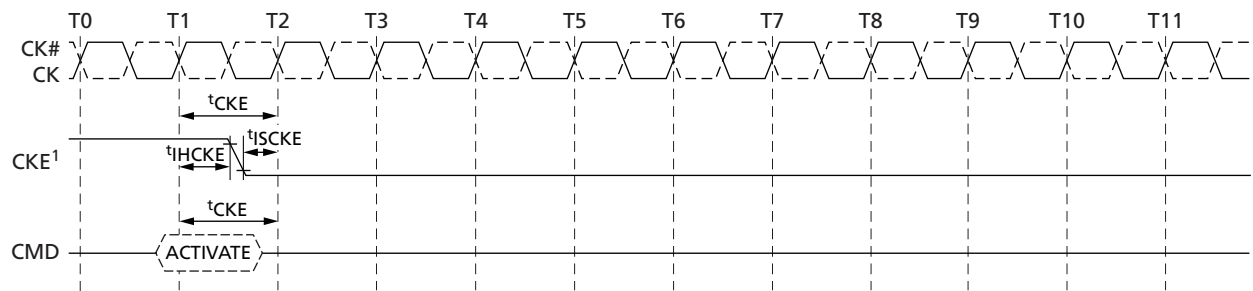 T0 T1 T2 T3 T4 T5 T6 T7 T8 T9 T10 T11
CK#
CK
tCKE
tISCKE
CKE1
tIHCKE
tCKE
CMD
ACTIVATE